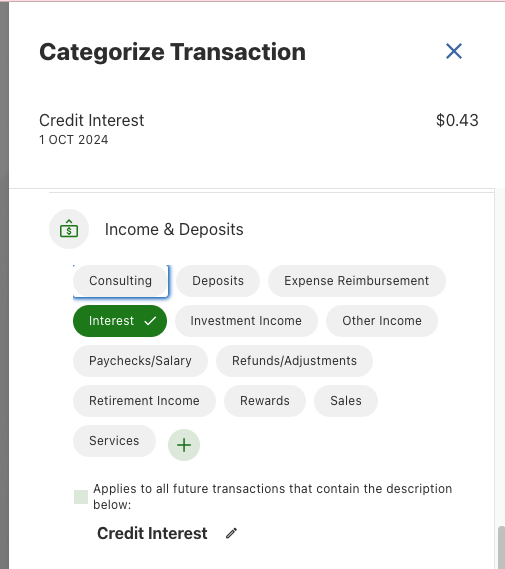 Categorize Transaction
Credit Interest $0.43
1 OCT 2024
Income & Deposits
Consulting Deposits Expense Reimbursement
Interest Investment Income Other Income
Paychecks/Salary Refunds/Adjustments
Retirement Income Rewards Sales
Services
Applies to all future transactions that contain the description
below:
Credit Interest